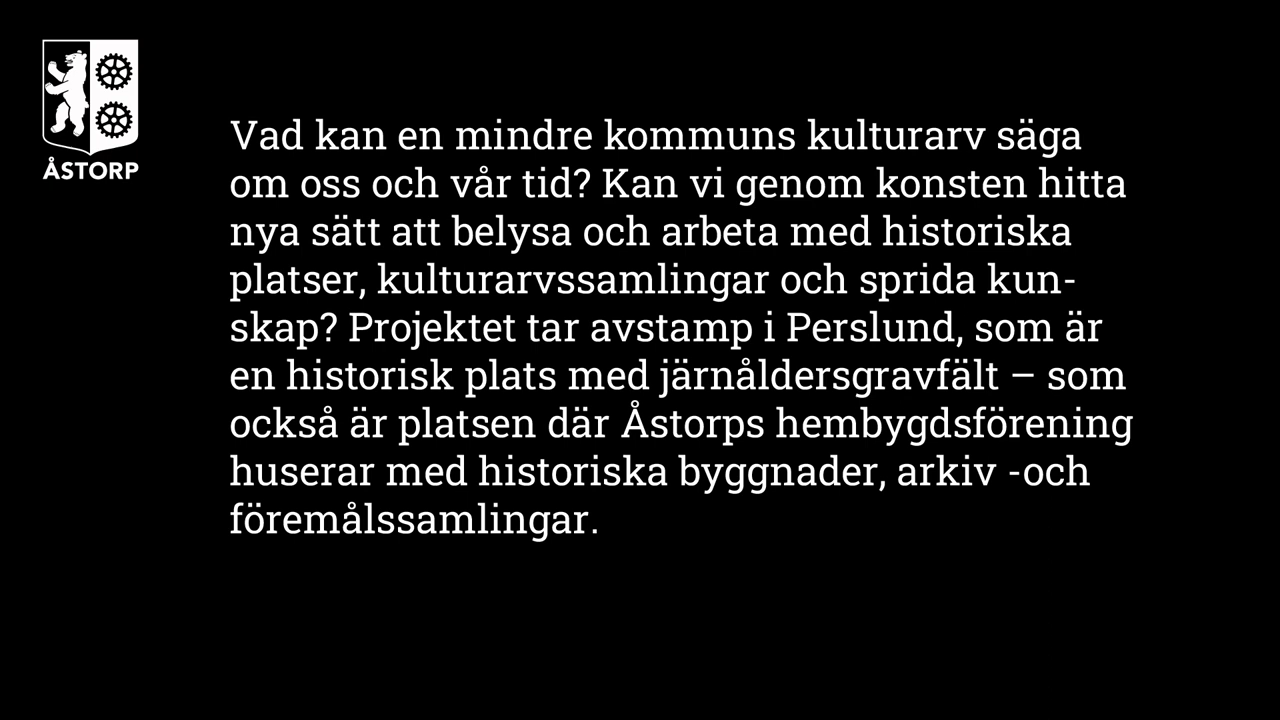 ÅSTORP
Vad kan en mindre kommuns kulturarv säga
om oss och vår tid? Kan vi genom konsten hitta
nya sätt att belysa och arbeta med historiska
platser, kulturarvssamlingar och sprida kun-
skap? Projektet tar avstamp i Perslund, som är
en historisk plats med järnåldersgravfält – som
också är platsen där Åstorps hembygdsförening
huserar med historiska byggnader, arkiv -och
föremålssamlingar.